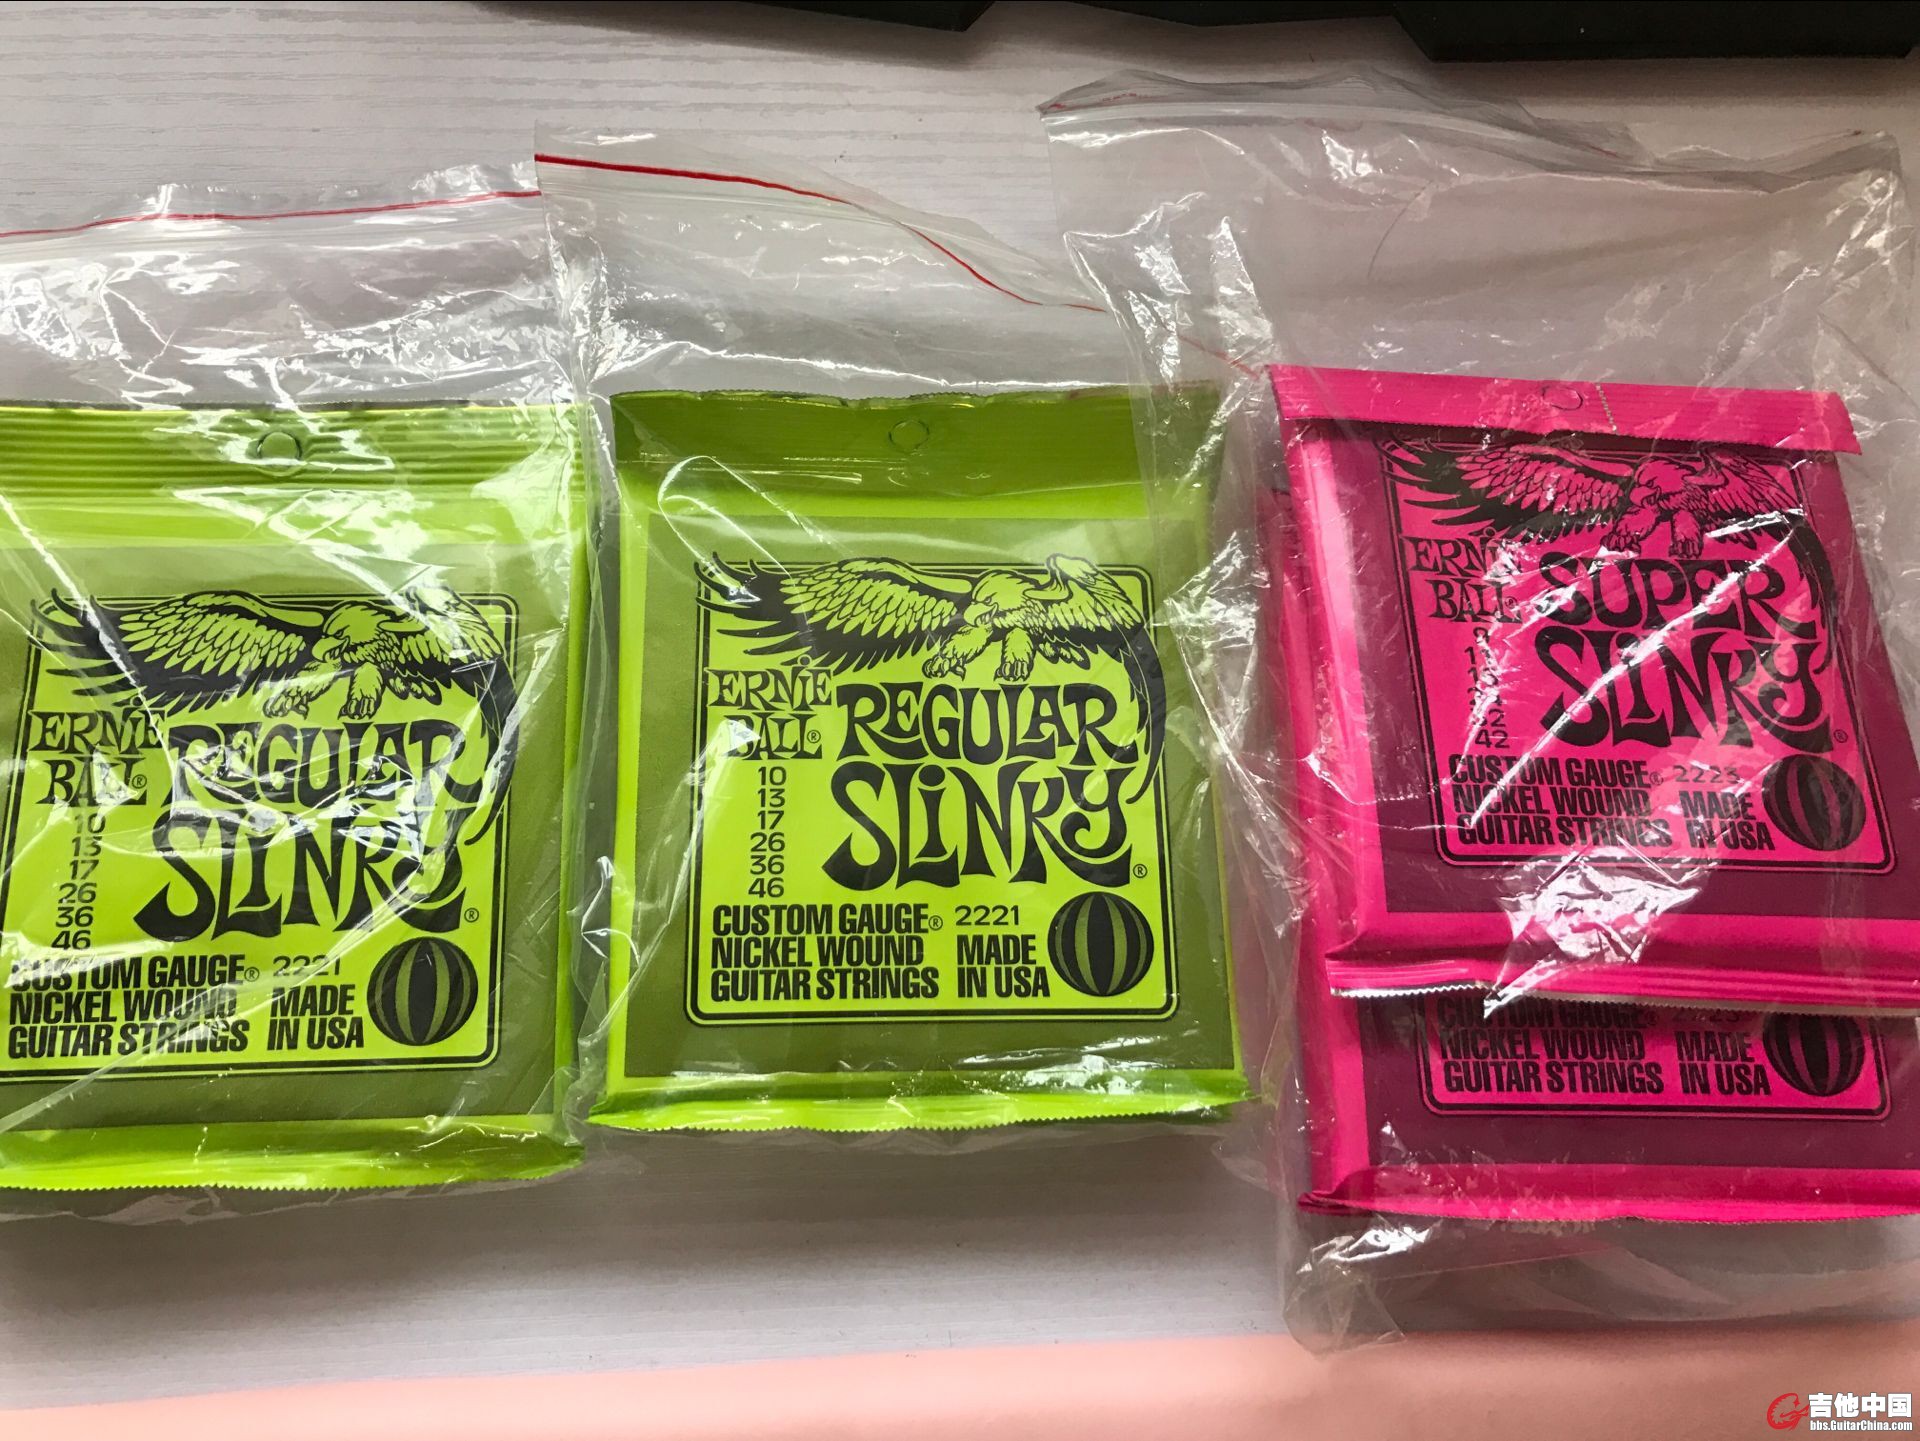 ERNiE
BALL®
REGULAR
SLiNKY®
10
13
17
26
36
46
CUSTOM GAUGE® 2221
NICKEL WOUND
GUITAR STRINGS
MADE
IN USA
ERNiE
BALL®
REGULAR
SLiNKY®
10
13
17
26
36
46
CUSTOM GAUGE® 2221
NICKEL WOUND
GUITAR STRINGS
MADE
IN USA
ERNiE
BALL®
SUPER
SLiNKY®
42
CUSTOM GAUGE® 2223
NICKEL WOUND
GUITAR STRINGS
MADE
IN USA
CUSTOM GAUGE®
NICKEL WOUND
GUITAR STRINGS
MADE
IN USA
吉他中国
bbs.GuitarChina.com